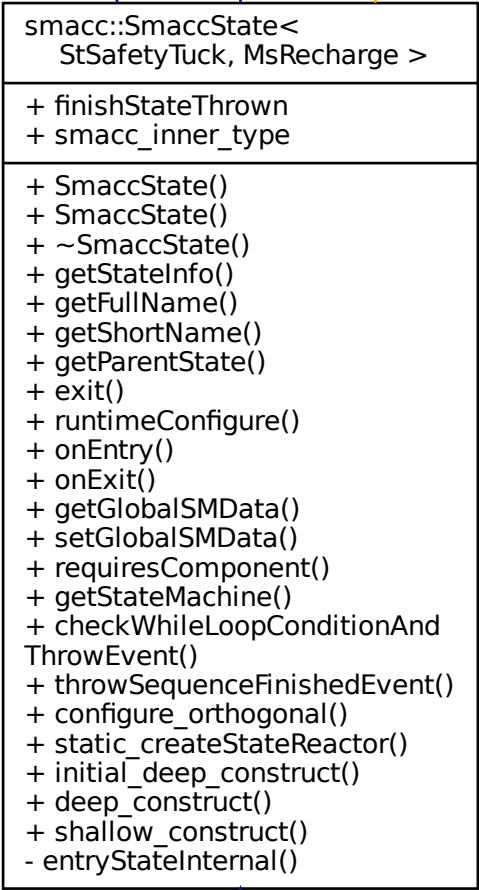 smacc::SmaccState<
StSafetyTuck, MsRecharge >
+ finishStateThrown
+ smacc_inner_type
+ SmaccState()
+ SmaccState()
+ ~SmaccState()
+ getStateInfo()
+ getFullName()
+ getShortName()
+ getParentState()
+ exit()
+ runtimeConfigure()
+ onEntry()
+ onExit()
+ getGlobalSMData()
+ setGlobalSMData()
+ requiresComponent()
+ getStateMachine()
+ checkWhileLoopConditionAnd
ThrowEvent()
+ throwSequenceFinishedEvent()
+ configure_orthogonal()
+ static_createStateReactor()
+ initial_deep_construct()
+ deep_construct()
+ shallow_construct()
- entryStateInternal()